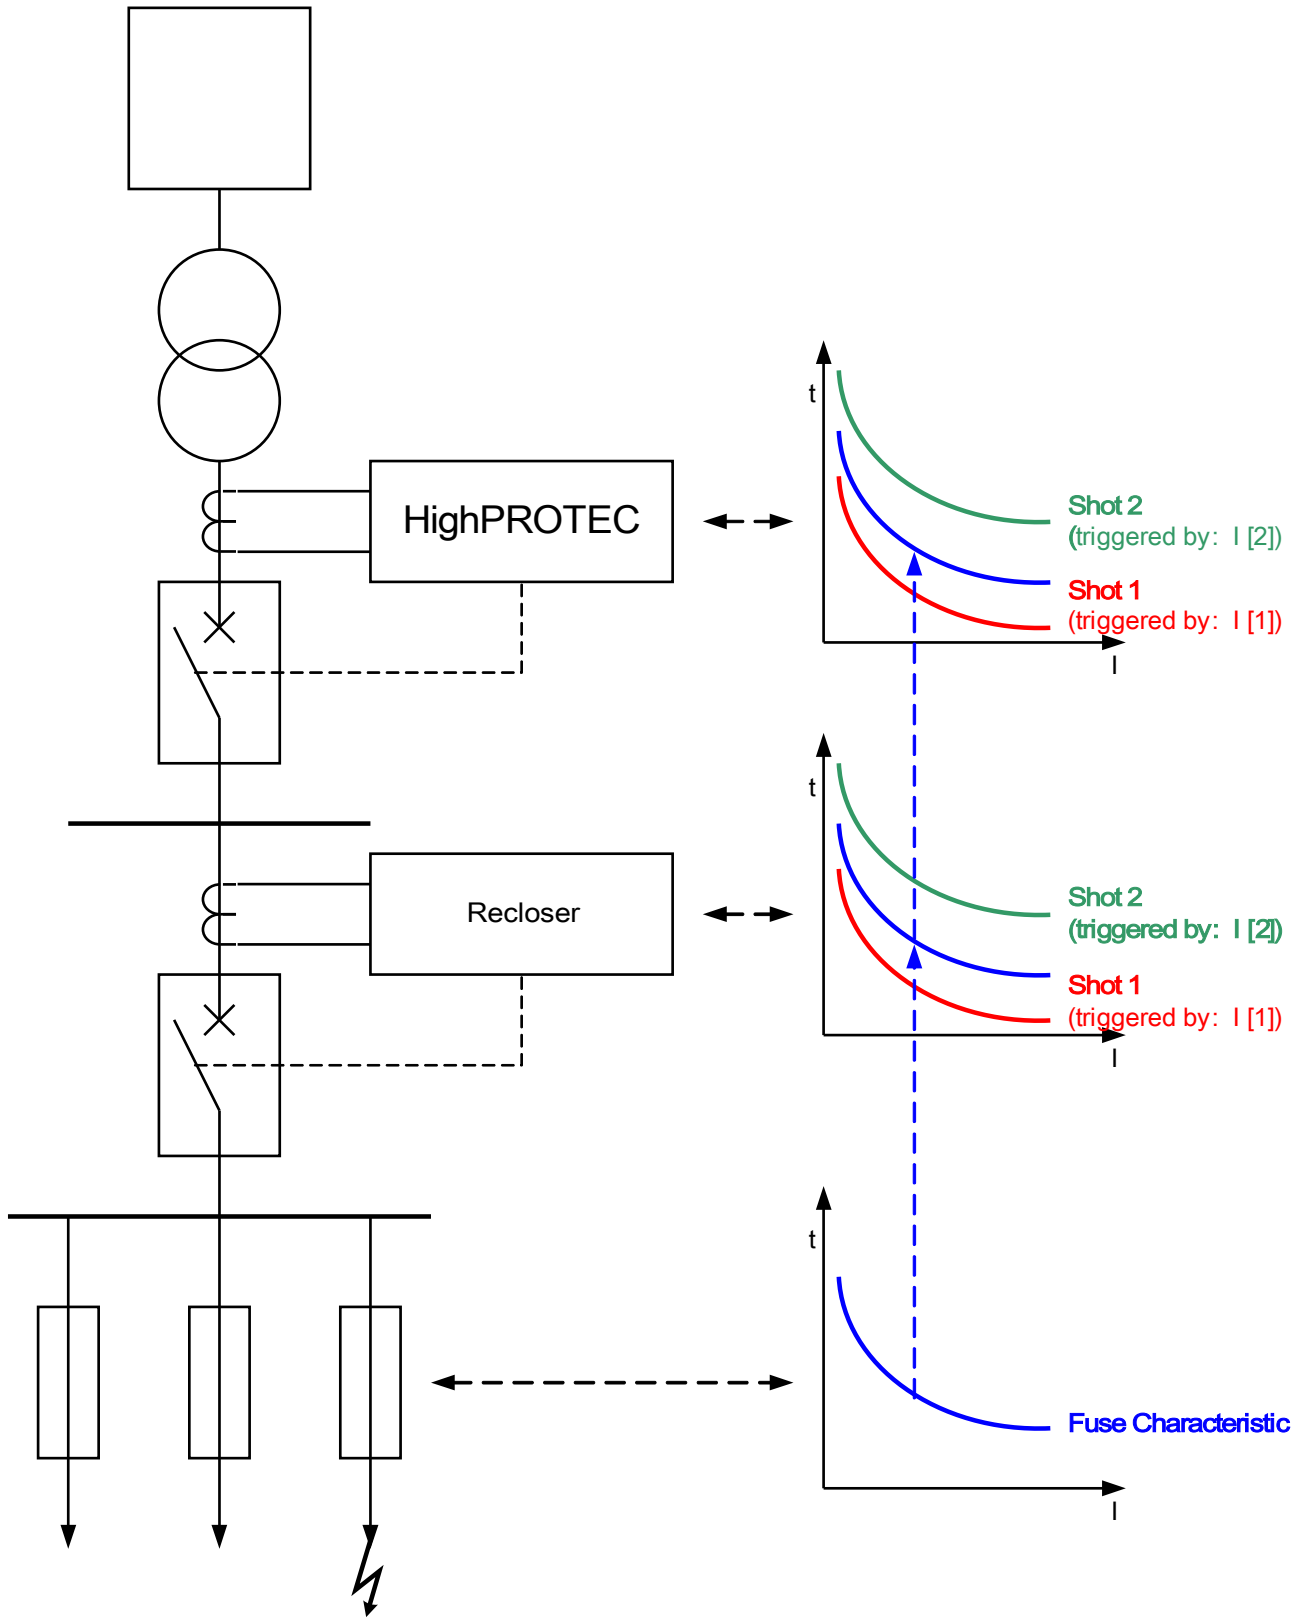 t
HighPROTEC
Shot 2
(triggered by: I [2])
Shot 1
(triggered by: I [1])
I
t
Recloser
Shot 2
(triggered by: I [2])
Shot 1
(triggered by: I [1])
I
t
Fuse Characteristic
I